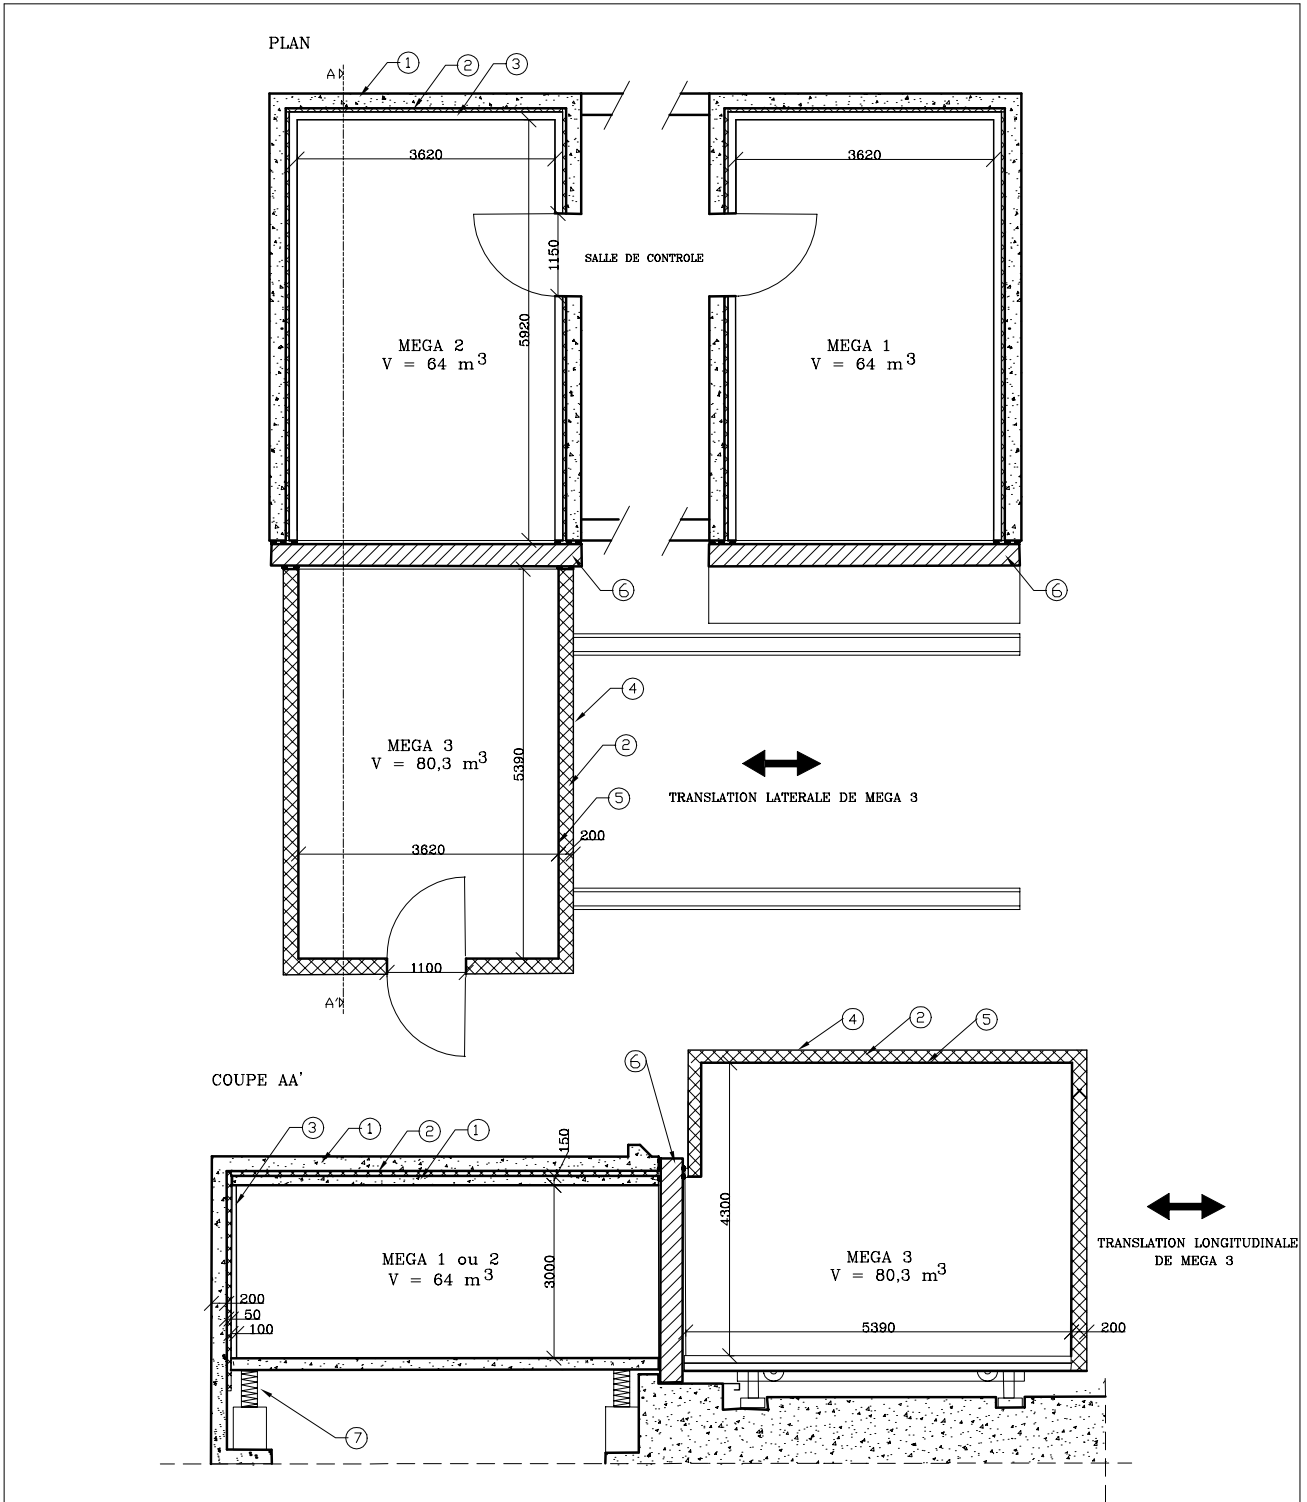 PLAN
A
1
2
3
3620
3620
1150
SALLE DE CONTROLE
5920
MEGA 2
V = 64 m³
MEGA 1
V = 64 m³
6
6
4
MEGA 3
V = 80,3 m³
2
5390
5
TRANSLATION LATERALE DE MEGA 3
200
3620
1100
A'
COUPE AA'
4
2
5
6
3
1
2
1
150
4300
3000
MEGA 1 ou 2
V = 64 m³
MEGA 3
V = 80,3 m³
TRANSLATION LONGITUDINALE
DE MEGA 3
200
50
100
5390
200
7